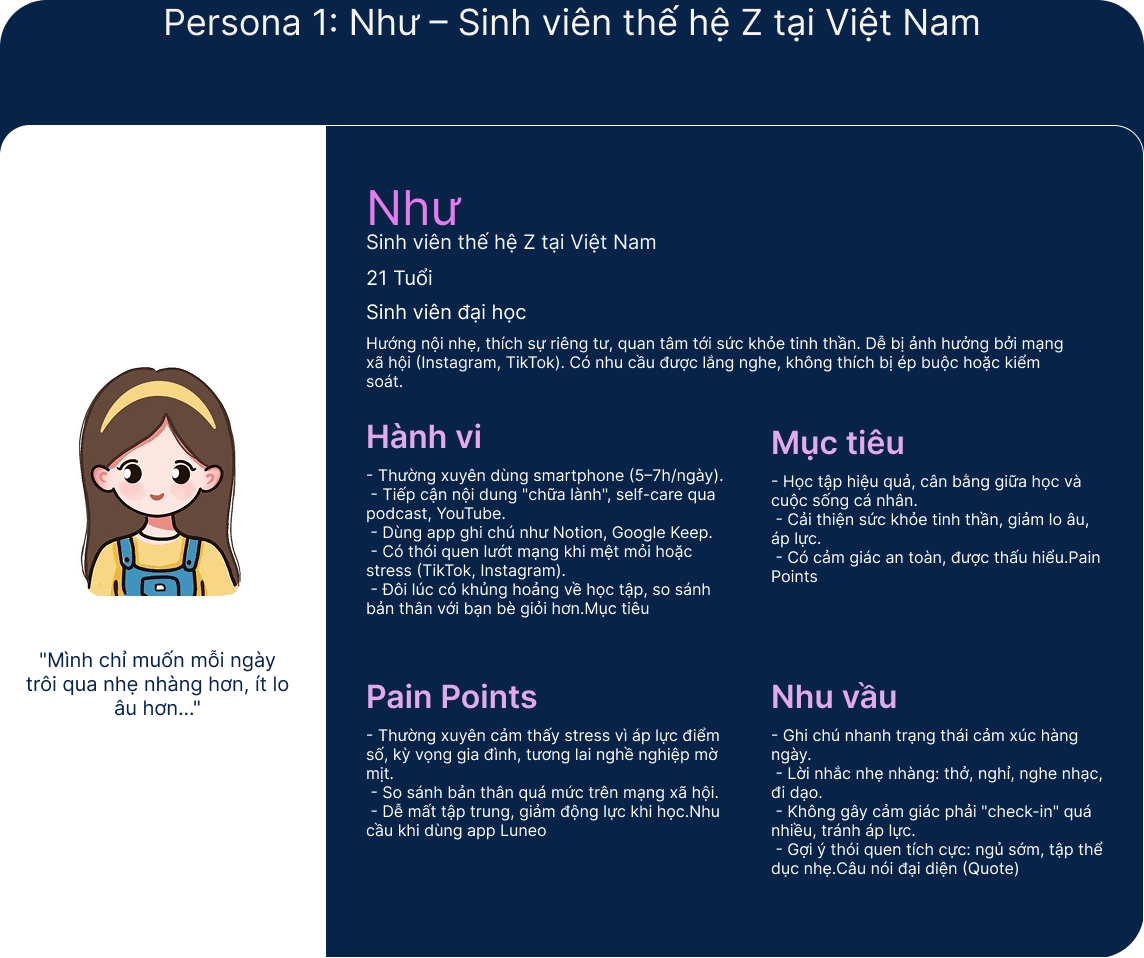 Persona 1: Như – Sinh viên thế hệ Z tại Việt Nam
Như
Sinh viên thế hệ Z tại Việt Nam
21 Tuổi
Sinh viên đại học
Hướng nội nhẹ, thích sự riêng tư, quan tâm tới sức khỏe tinh thần. Dễ bị ảnh hưởng bởi mạng
xã hội (Instagram, TikTok). Có nhu cầu được lắng nghe, không thích bị ép buộc hoặc kiểm
soát.
Hành vi
- Thường xuyên dùng smartphone (5–7h/ngày).
- Tiếp cận nội dung "chữa lành", self-care qua
podcast, YouTube.
- Dùng app ghi chú như Notion, Google Keep.
- Có thói quen lướt mạng khi mệt mỏi hoặc
stress (TikTok, Instagram).
- Đôi lúc có khủng hoảng về học tập, so sánh
bản thân với bạn bè giỏi hơn.Mục tiêu
Mục tiêu
- Học tập hiệu quả, cân bằng giữa học và
cuộc sống cá nhân.
- Cải thiện sức khỏe tinh thần, giảm lo âu,
áp lực.
- Có cảm giác an toàn, được thấu hiểu.Pain
Points
"Mình chỉ muốn mỗi ngày
trôi qua nhẹ nhàng hơn, ít lo
âu hơn..."
Pain Points
- Thường xuyên cảm thấy stress vì áp lực điểm
số, kỳ vọng gia đình, tương lai nghề nghiệp mờ
mịt.
- So sánh bản thân quá mức trên mạng xã hội.
- Dễ mất tập trung, giảm động lực khi học.Nhu
cầu khi dùng app Luneo
Nhu vầu
- Ghi chú nhanh trạng thái cảm xúc hàng
ngày.
- Lời nhắc nhẹ nhàng: thở, nghỉ, nghe nhạc,
đi dạo.
- Không gây cảm giác phải "check-in" quá
nhiều, tránh áp lực.
- Gợi ý thói quen tích cực: ngủ sớm, tập thể
dục nhẹ.Câu nói đại diện (Quote)